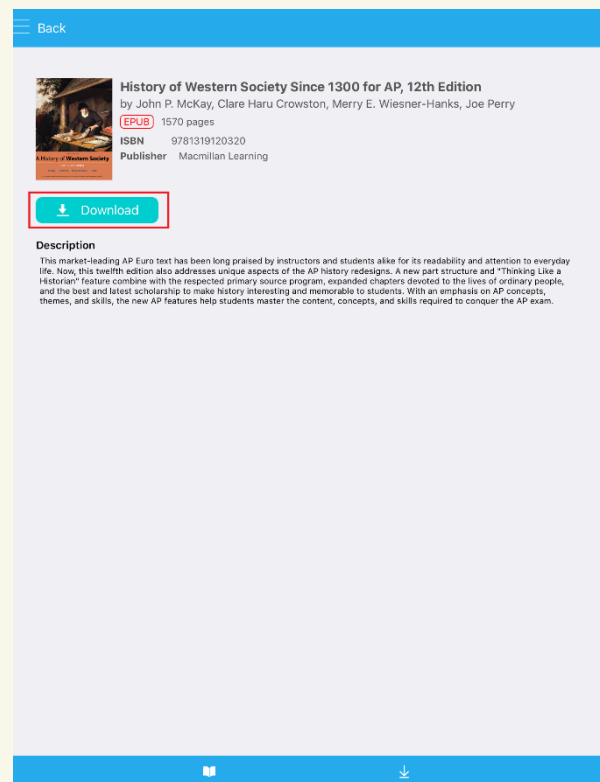 Back
History of Western Society Since 1300 for AP, 12th Edition
by John P. McKay, Clare Haru Crowston, Merry E. Wiesner-Hanks, Joe Perry
EPUB 1570 pages
ISBN 9781319120320
Publisher Macmillan Learning
A History of Western Society
Download
Description
This market-leading AP Euro text has been long praised by instructors and students alike for its readability and attention to everyday
life. Now, this twelfth edition also addresses unique aspects of the AP history redesigns. A new part structure and "Thinking Like a
Historian" feature combine with the respected primary source program, expanded chapters devoted to the lives of ordinary people,
and the best and latest scholarship to make history interesting and memorable to students. With an emphasis on AP concepts,
themes, and skills, the new AP features help students master the content, concepts, and skills required to conquer the AP exam.